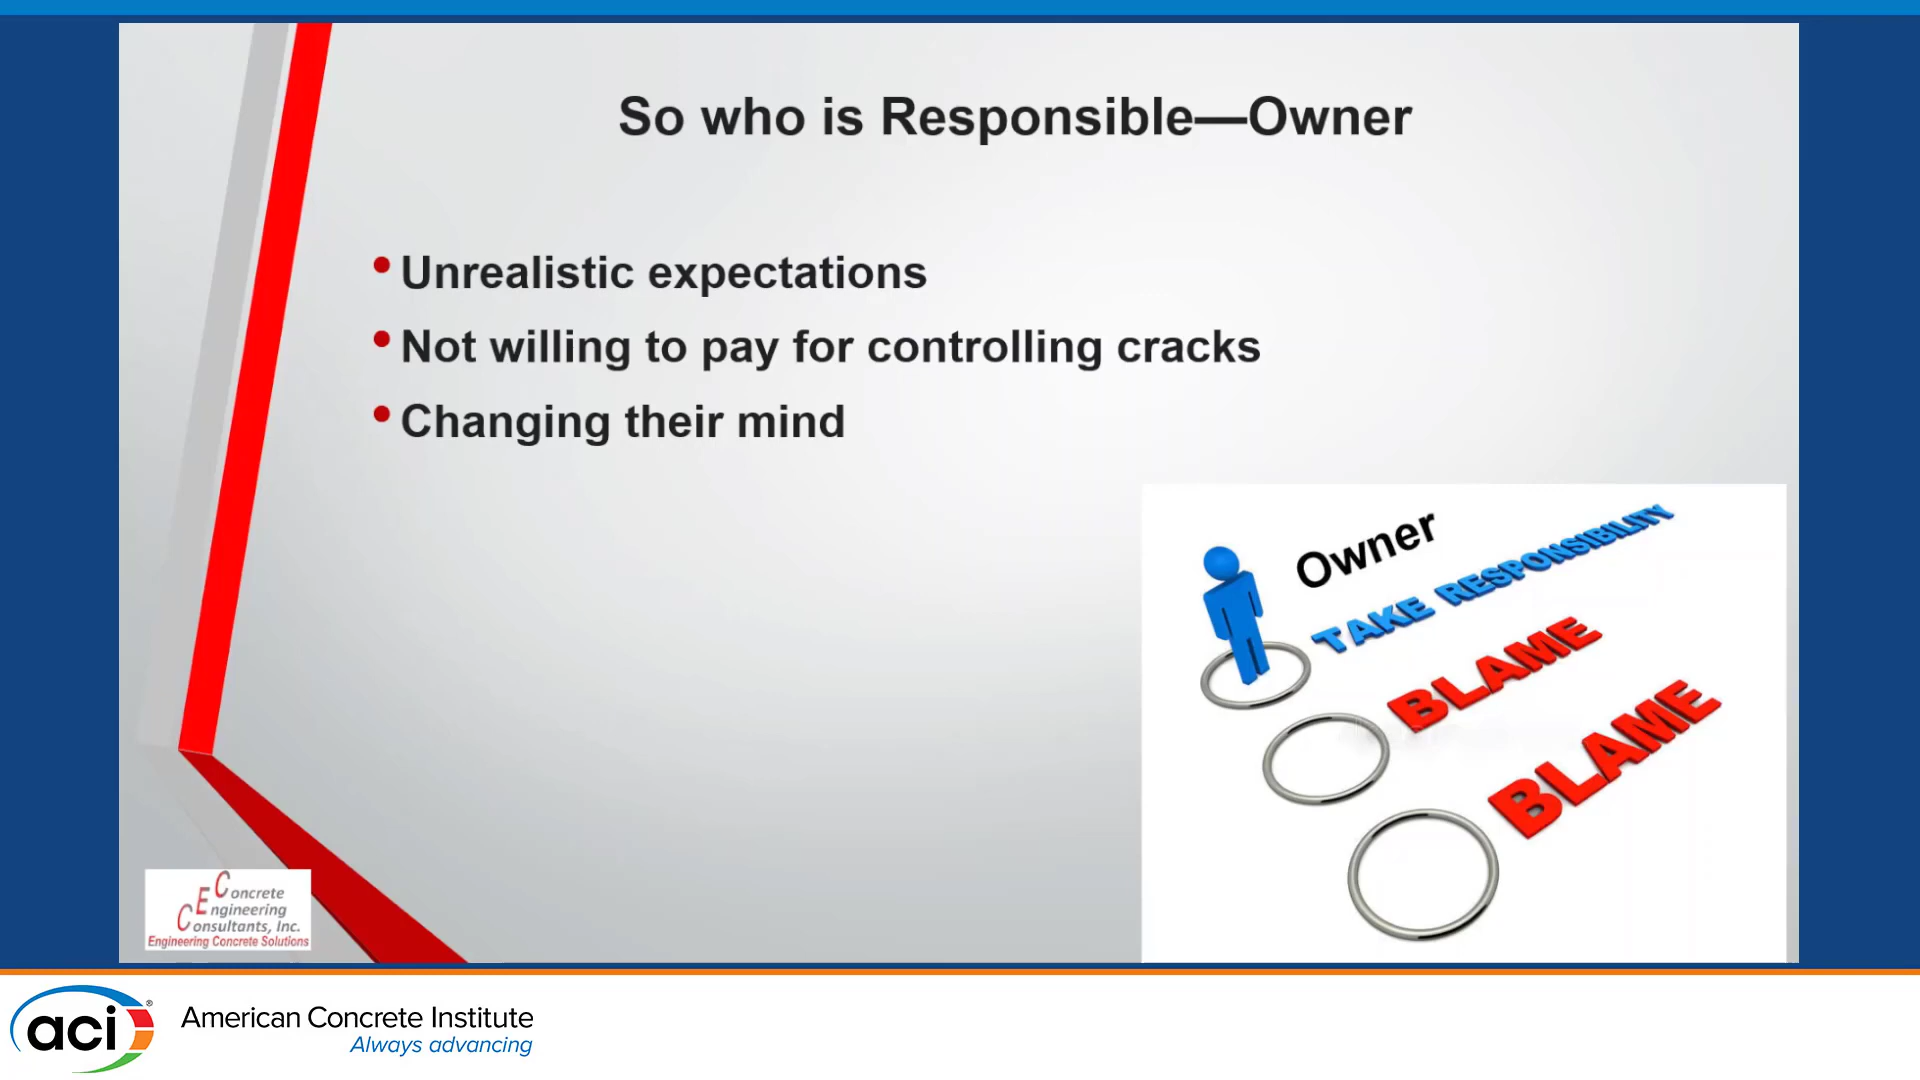 So who is Responsible—Owner
• Unrealistic expectations
• Not willing to pay for controlling cracks
• Changing their mind
Owner
TAKE RESPONSIBILITY
BLAME
BLAME
Concrete
Engineering
Consultants, Inc.
Engineering Concrete Solutions
aci®
American Concrete Institute
Always advancing